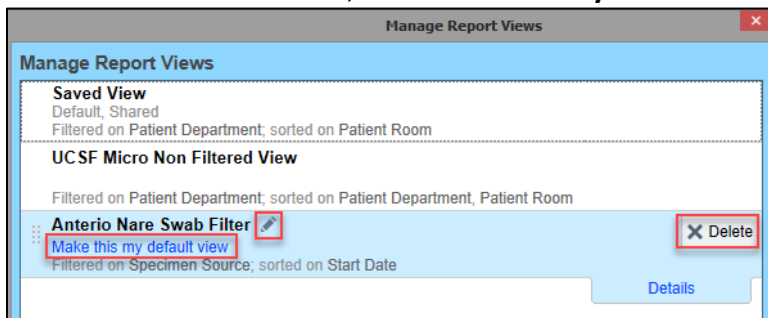 Manage Report Views
Manage Report Views
Saved View
Default, Shared
Filtered on Patient Department; sorted on Patient Room
UCSF Micro Non Filtered View
Filtered on Patient Department; sorted on Patient Department, Patient Room
Anterio Nare Swab Filter
Delete
Make this my default view
Filtered on Specimen Source; sorted on Start Date
Details